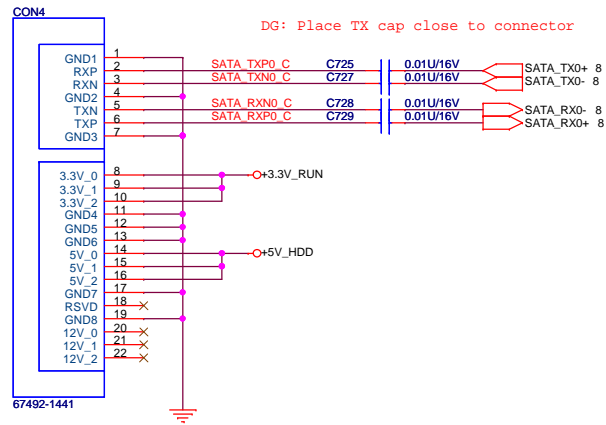 CON4
DG: Place TX cap close to connector
GND1 1
RXP 2 SATA_TXP0_C C725 0.01U/16V SATA_TX0+ 8
RXN 3 SATA_TXN0_C C727 0.01U/16V SATA_TX0- 8
GND2 4
TXN 5 SATA_RXN0_C C728 0.01U/16V SATA_RX0- 8
TXP 6 SATA_RXP0_C C729 0.01U/16V SATA_RX0+ 8
GND3 7
3.3V_0 8 +3.3V_RUN
3.3V_1 9
3.3V_2 10
GND4 11
GND5 12
GND6 13
5V_0 14 +5V_HDD
5V_1 15
5V_2 16
GND7 17
RSVD 18
GND8 19
12V_0 20
12V_1 21
12V_2 22
67492-1441